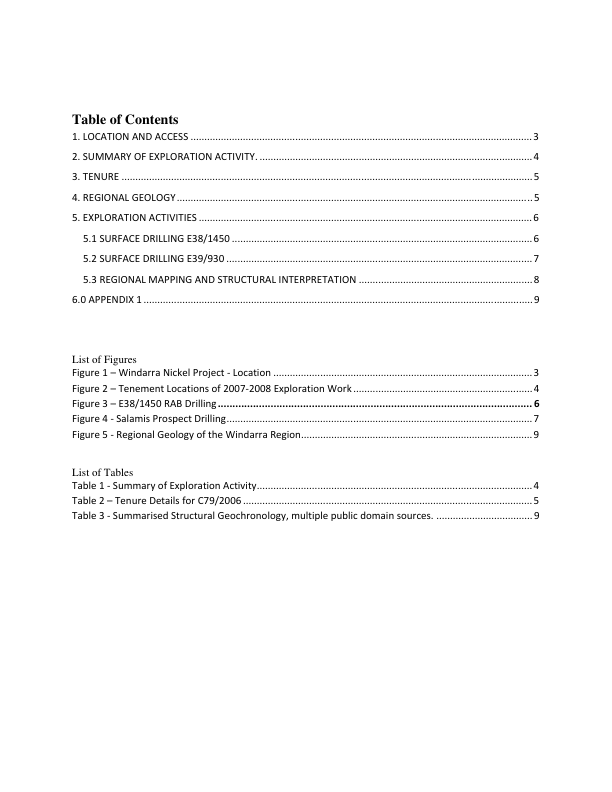 Table of Contents
1. LOCATION AND ACCESS ........................................................ 3
2. SUMMARY OF EXPLORATION ACTIVITY. ........................................................ 4
3. TENURE ........................................................ 5
4. REGIONAL GEOLOGY ........................................................ 5
5. EXPLORATION ACTIVITIES ........................................................ 6
5.1 SURFACE DRILLING E38/1450 ........................................................ 6
5.2 SURFACE DRILLING E39/930 ........................................................ 7
5.3 REGIONAL MAPPING AND STRUCTURAL INTERPRETATION ........................................................ 8
6.0 APPENDIX 1 ........................................................ 9
List of Figures
Figure 1 – Windarra Nickel Project - Location ........................................................ 3
Figure 2 – Tenement Locations of 2007-2008 Exploration Work ........................................................ 4
Figure 3 – E38/1450 RAB Drilling ........................................................ 6
Figure 4 - Salamis Prospect Drilling ........................................................ 7
Figure 5 - Regional Geology of the Windarra Region ........................................................ 9
List of Tables
Table 1 - Summary of Exploration Activity ........................................................ 4
Table 2 – Tenure Details for C79/2006 ........................................................ 5
Table 3 - Summarised Structural Geochronology, multiple public domain sources. ................................. 9